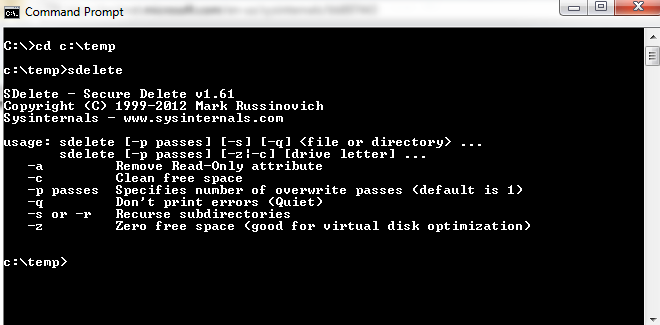 Command Prompt
C:\>cd c:\temp
c:\temp>sdelete
SDelete - Secure Delete v1.61
Copyright (C) 1999-2012 Mark Russinovich
Sysinternals - www.sysinternals.com
usage: sdelete [-p passes] [-s] [-q] <file or directory> ...
sdelete [-p passes] [-z|-c] [drive letter] ...
-a Remove Read-Only attribute
-c Clean free space
-p passes Specifies number of overwrite passes (default is 1)
-q Don't print errors (Quiet)
-s or -r Recurse subdirectories
-z Zero free space (good for virtual disk optimization)
c:\temp>